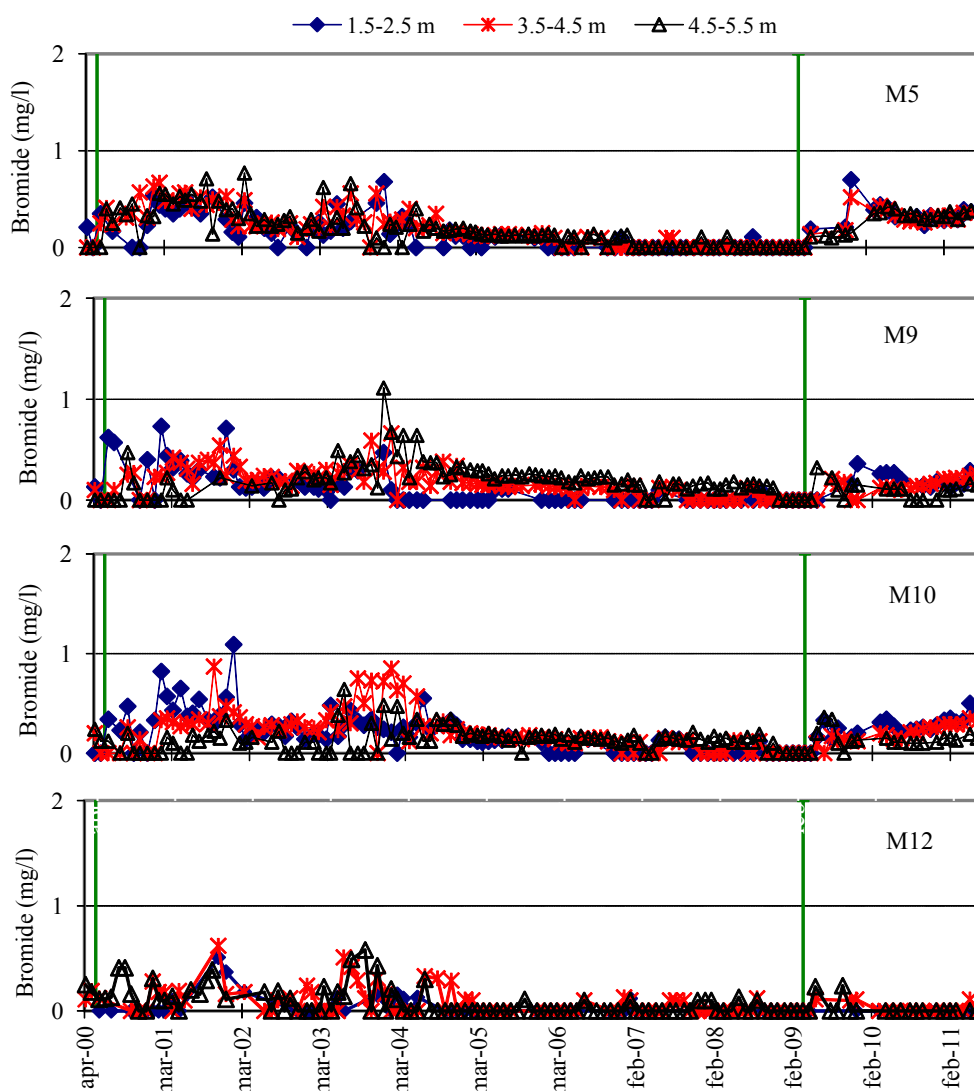 1.5-2.5 m 3.5-4.5 m 4.5-5.5 m
2
M5
Bromide (mg/l)
1
0
2
M9
Bromide (mg/l)
1
0
2
M10
Bromide (mg/l)
1
0
2
M12
Bromide (mg/l)
1
0
apr-00 mar-01 mar-02 mar-03 mar-04 mar-05 mar-06 feb-07 feb-08 feb-09 feb-10 feb-11